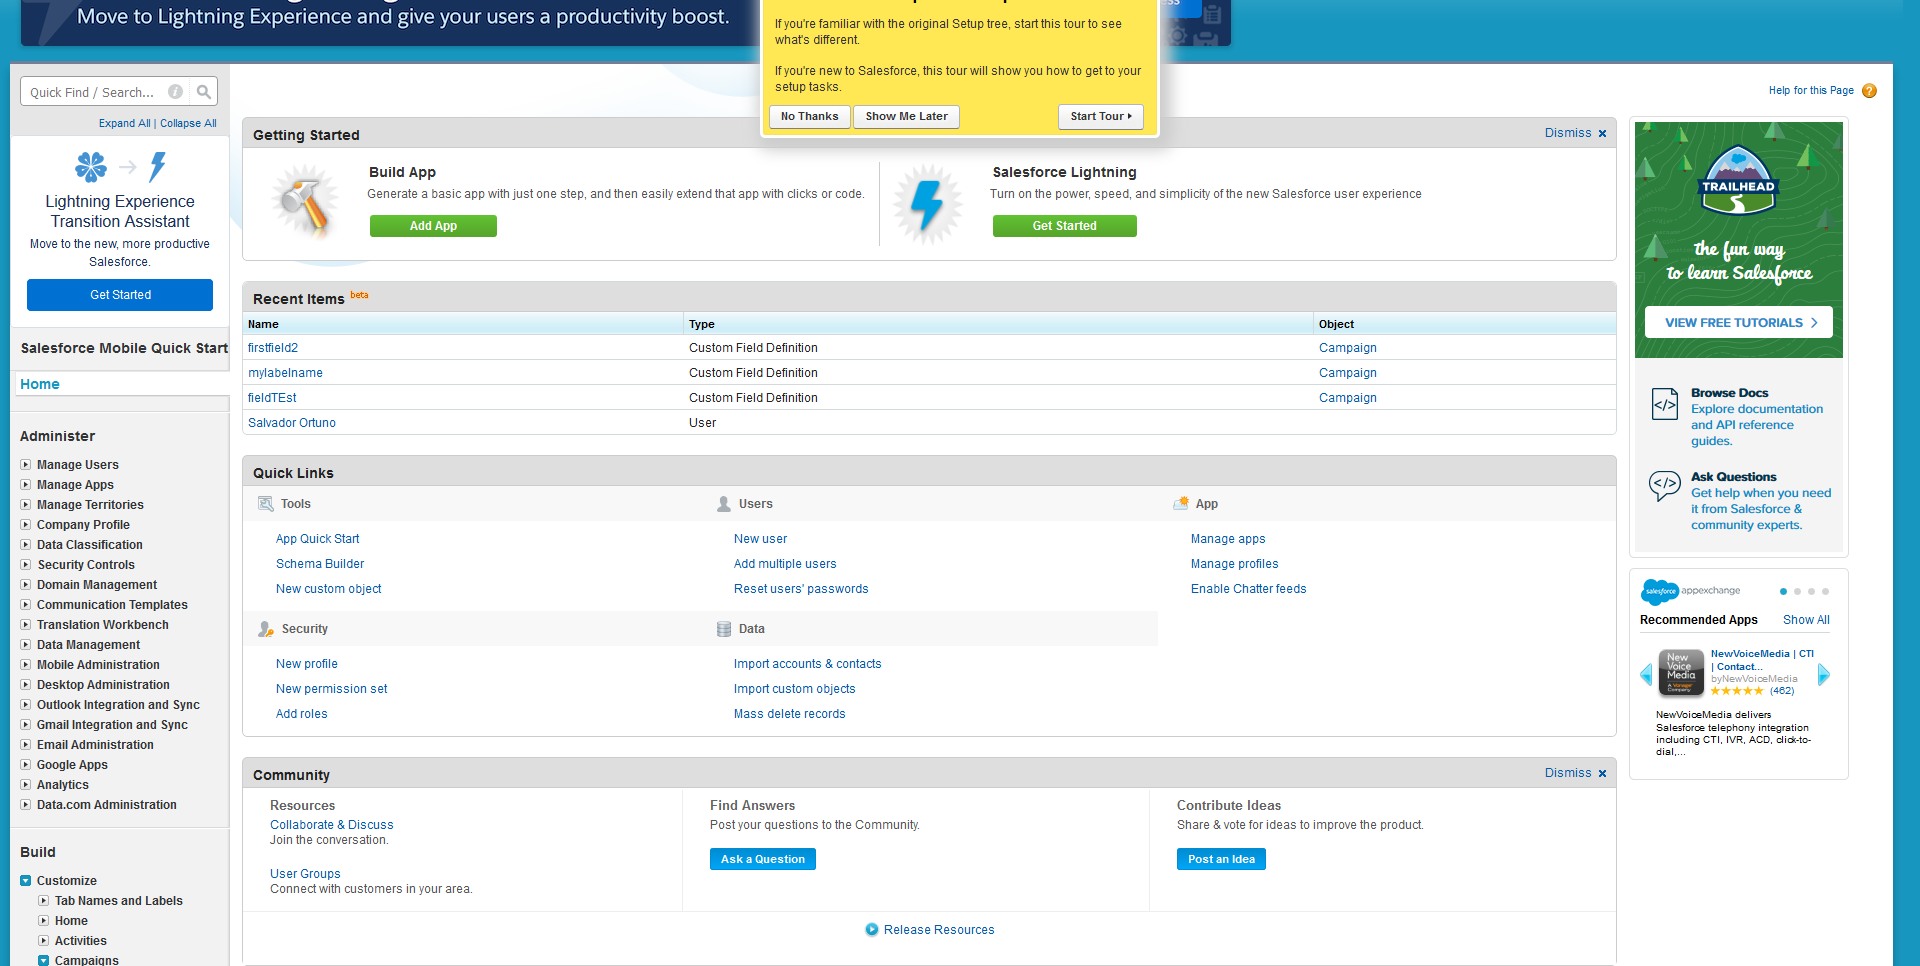 Move to Lightning Experience and give your users a productivity boost.
If you're familiar with the original Setup tree, start this tour to see
what's different.
If you're new to Salesforce, this tour will show you how to get to your
setup tasks.
No Thanks
Show Me Later
Start Tour
Quick Find / Search...
Expand All | Collapse All
Lightning Experience
Transition Assistant
Move to the new, more productive
Salesforce.
Get Started
Salesforce Mobile Quick Start
Home
Administer
Manage Users
Manage Apps
Manage Territories
Company Profile
Data Classification
Security Controls
Domain Management
Communication Templates
Translation Workbench
Data Management
Mobile Administration
Desktop Administration
Outlook Integration and Sync
Gmail Integration and Sync
Email Administration
Google Apps
Analytics
Data.com Administration
Build
Customize
Tab Names and Labels
Home
Activities
Campaigns
Help for this Page
Getting Started
Dismiss
Build App
Generate a basic app with just one step, and then easily extend that app with clicks or code.
Add App
Salesforce Lightning
Turn on the power, speed, and simplicity of the new Salesforce user experience
Get Started
Recent Items beta
Name Type Object
firstfield2 Custom Field Definition Campaign
mylabelname Custom Field Definition Campaign
fieldTEst Custom Field Definition Campaign
Salvador Ortuno User
Quick Links
Tools
App Quick Start
Schema Builder
New custom object
Users
New user
Add multiple users
Reset users' passwords
App
Manage apps
Manage profiles
Enable Chatter feeds
Security
New profile
New permission set
Add roles
Data
Import accounts & contacts
Import custom objects
Mass delete records
Community
Dismiss
Resources
Collaborate & Discuss
Join the conversation.
User Groups
Connect with customers in your area.
Find Answers
Post your questions to the Community.
Ask a Question
Contribute Ideas
Share & vote for ideas to improve the product.
Post an Idea
Release Resources
TRAILHEAD
the fun way
to learn Salesforce
VIEW FREE TUTORIALS
Browse Docs
Explore documentation
and API reference
guides.
Ask Questions
Get help when you need
it from Salesforce &
community experts.
salesforce appexchange
Recommended Apps Show All
New
Voice
Media
A Vonage
Company
NewVoiceMedia | CTI
| Contact...
byNewVoiceMedia
(462)
NewVoiceMedia delivers
Salesforce telephony integration
including CTI, IVR, ACD, click-to-
dial,...